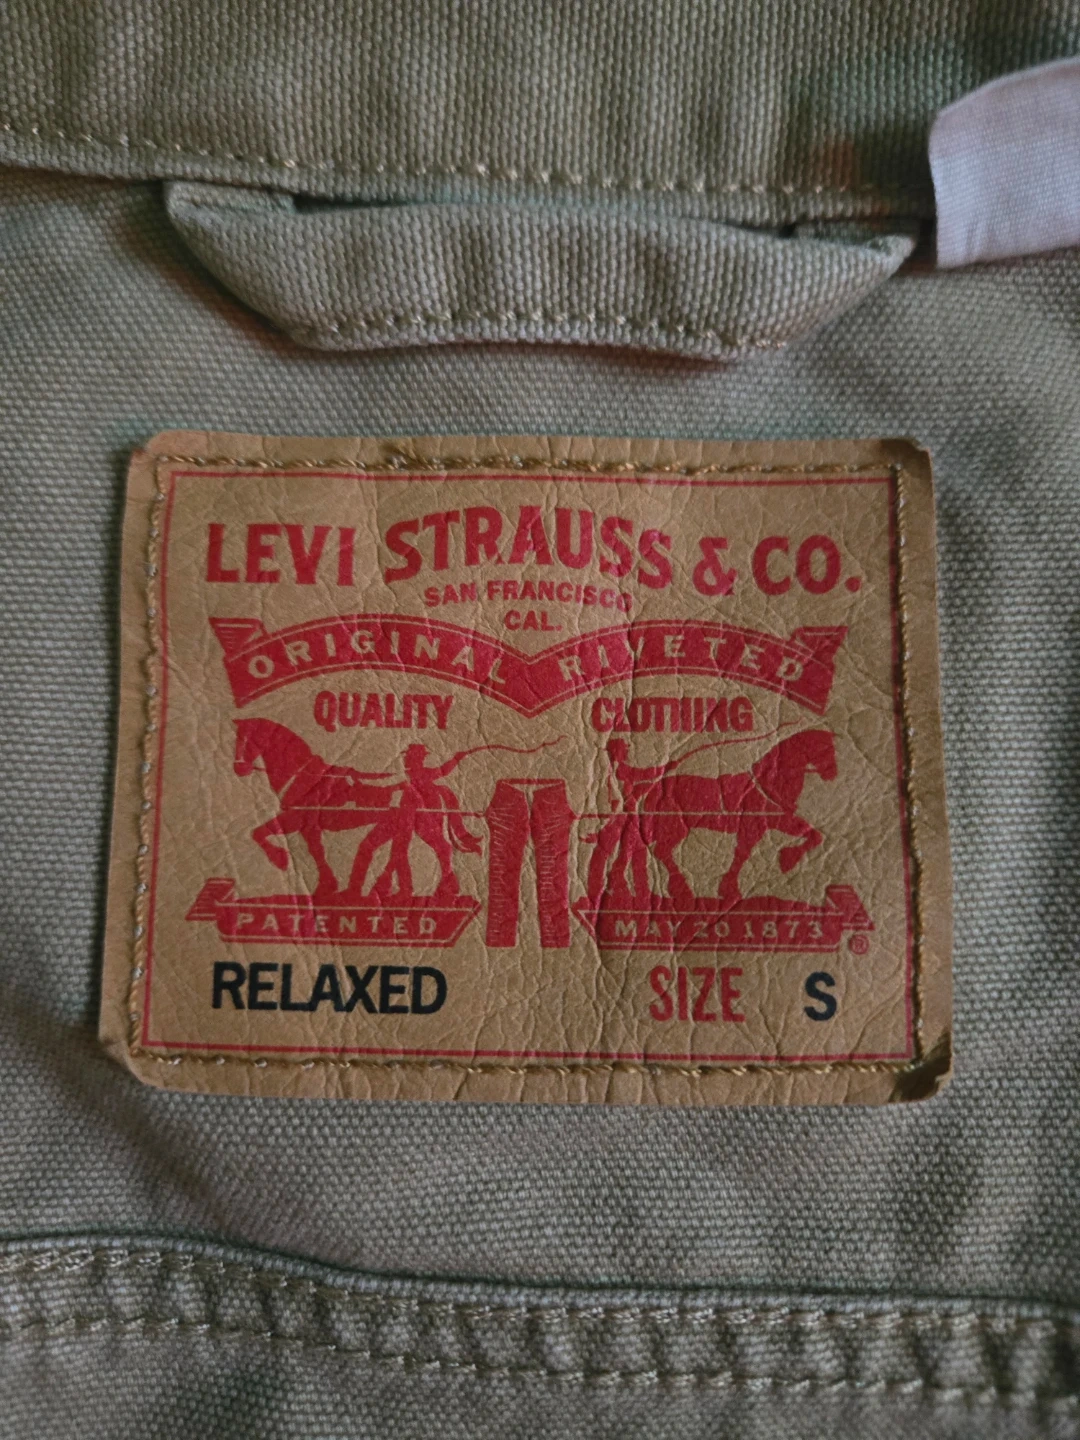 LEVI STRAUSS & CO.
SAN FRANCISCO
CAL.
ORIGINAL RIVETED
QUALITY CLOTHING
PATENTED MAY 20 1873 ®
RELAXED SIZE S